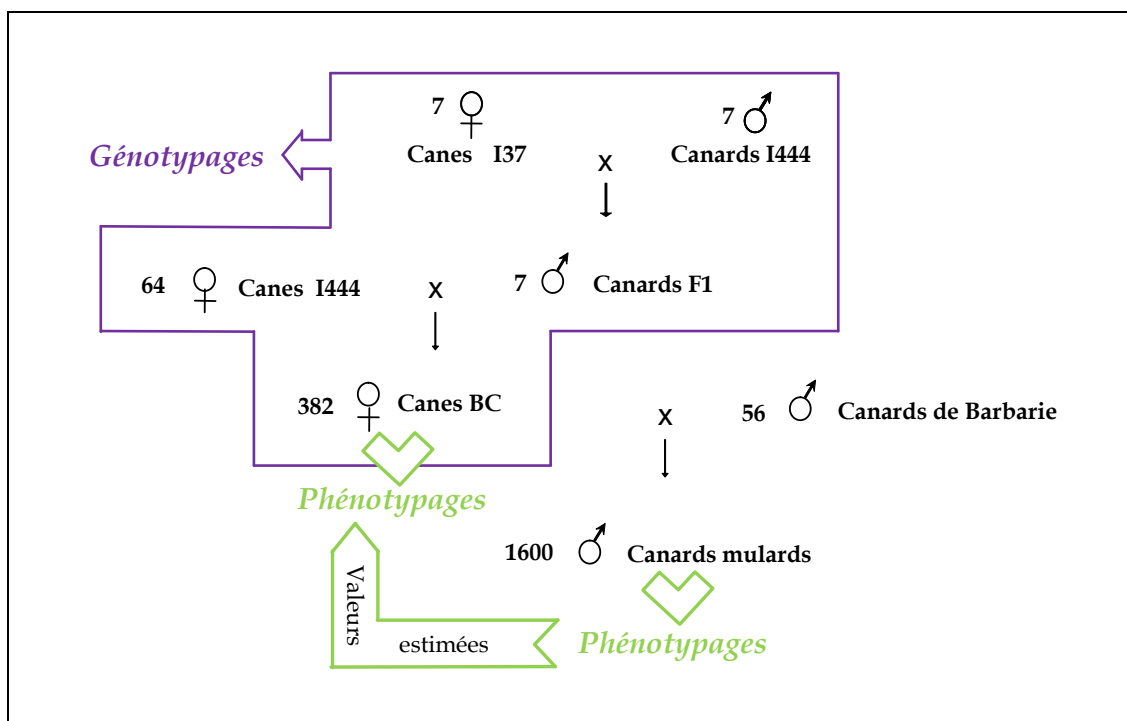 7 7
Génotypages
Canes I37 x Canards I444
64 Canes I444 x 7 Canards F1
382 Canes BC x 56 Canards de Barbarie
Phénotypages
1600 Canards mulards
Valeurs
estimées
Phénotypages